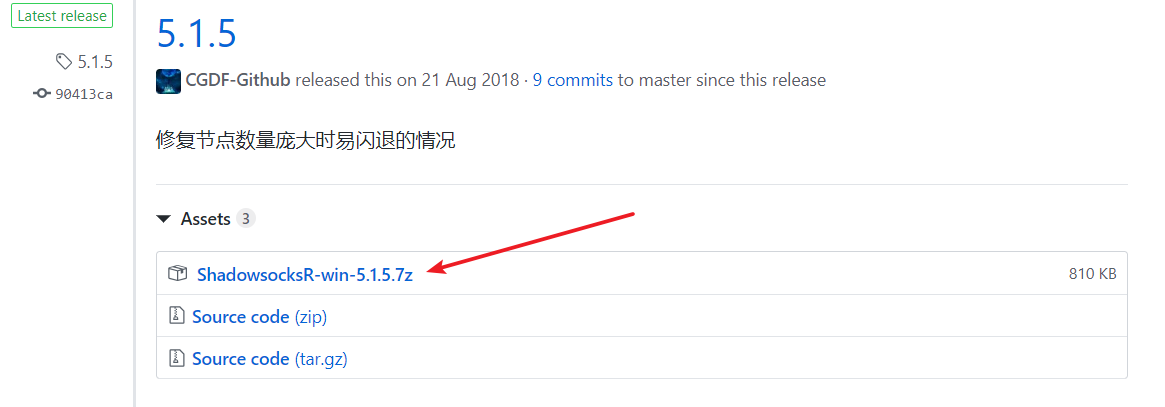 Latest release
5.1.5
90413ca
5.1.5
CGDF-Github released this on 21 Aug 2018 · 9 commits to master since this release
修复节点数量庞大时易闪退的情况
Assets 3
ShadowsocksR-win-5.1.5.7z 810 KB
Source code (zip)
Source code (tar.gz)